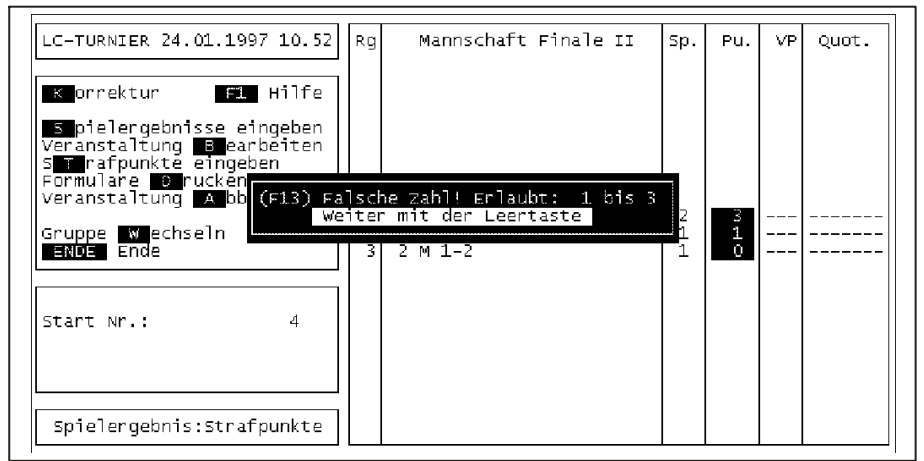 LC-TURNIER 24.01.1997 10.52
Rg Mannschaft Finale II Sp. Pu. VP Quot.
Korrektur F1 Hilfe
Spielergebnisse eingeben
Veranstaltung Bearbeiten
STrafpunkte eingeben
Formulare Drucken
Veranstaltung Abb
(F13) Falsche Zahl! Erlaubt: 1 bis 3
Weiter mit der Leertaste
2 3 --- -------
Gruppe Wechseln 1 1 --- -------
ENDE Ende 3 2 M 1-2 1 0 --- -------
Start Nr.: 4
Spielergebnis:Strafpunkte